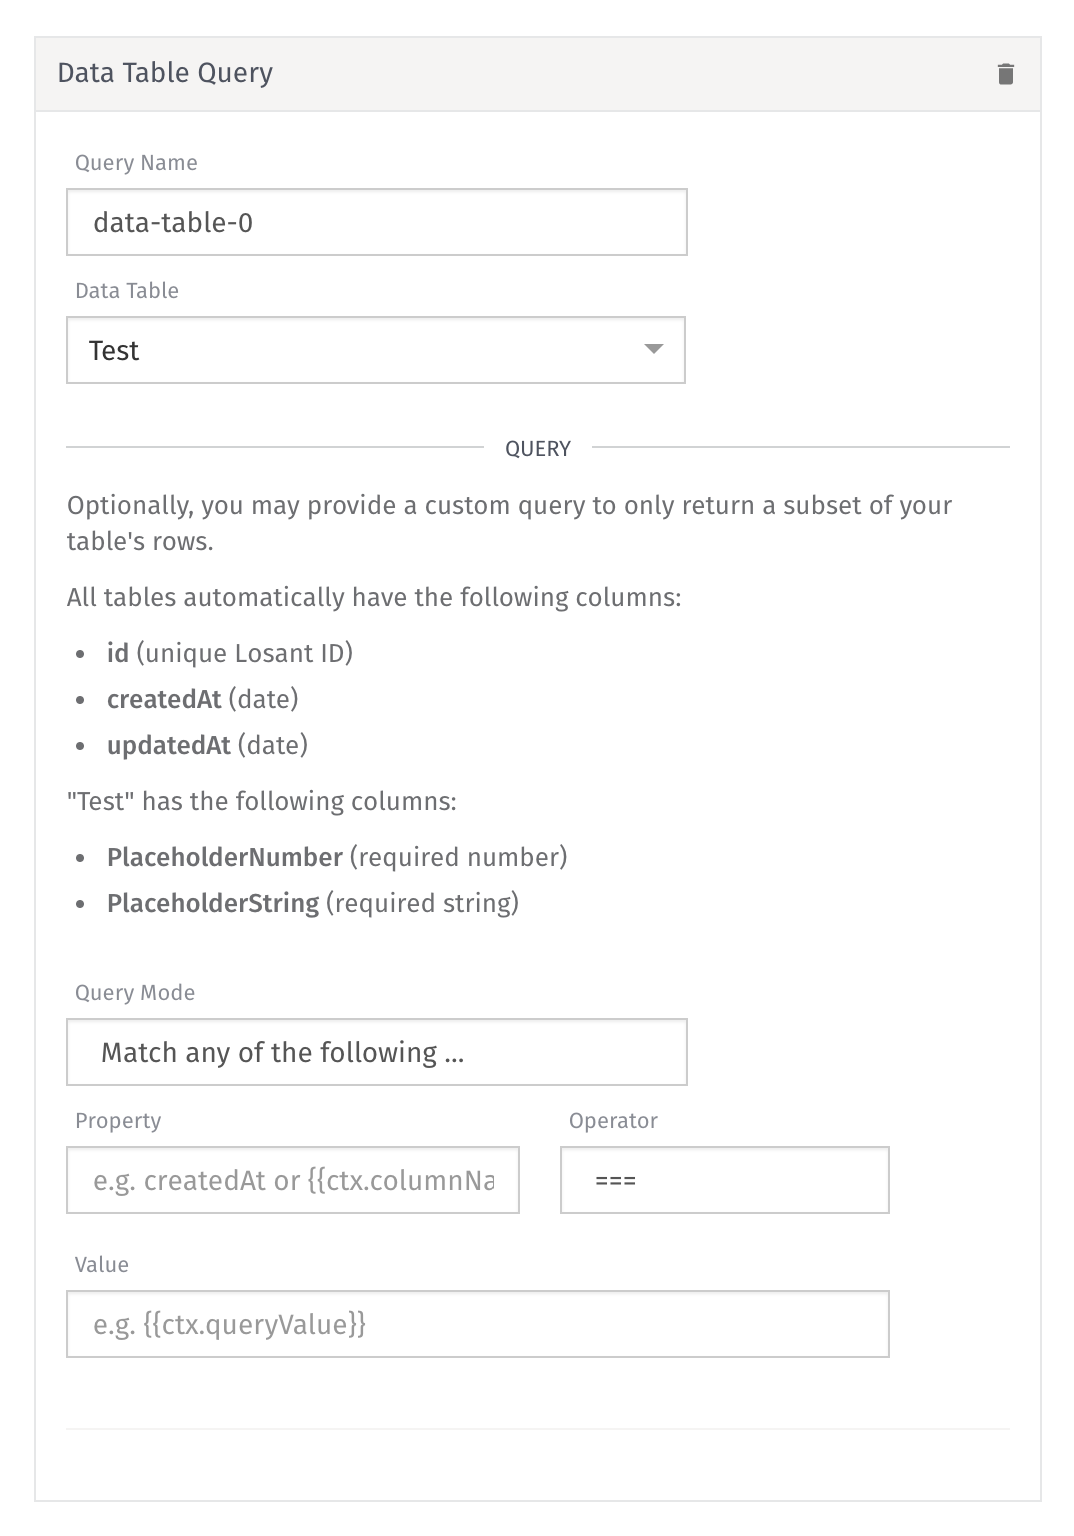 Data Table Query
Query Name
data-table-0
Data Table
Test
QUERY
Optionally, you may provide a custom query to only return a subset of your
table's rows.
All tables automatically have the following columns:
• id (unique Losant ID)
• createdAt (date)
• updatedAt (date)
"Test" has the following columns:
• PlaceholderNumber (required number)
• PlaceholderString (required string)
Query Mode
Match any of the following ...
Property
Operator
e.g. createdAt or {{ctx.columnNa
===
Value
e.g. {{ctx.queryValue}}